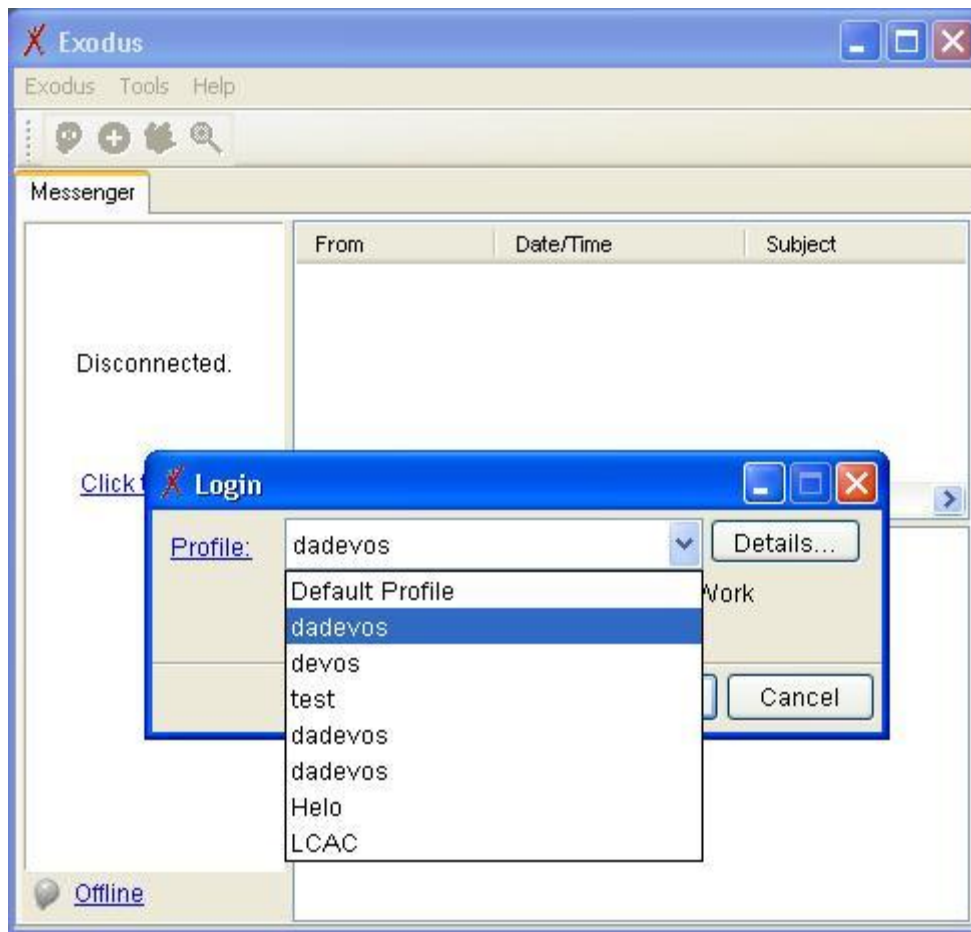 Exodus
Exodus Tools Help
Messenger
From Date/Time Subject
Disconnected.
Click
Login
Profile: dadevos Details...
Default Profile
Work
dadevos
devos
test
Cancel
dadevos
dadevos
Helo
LCAC
Offline